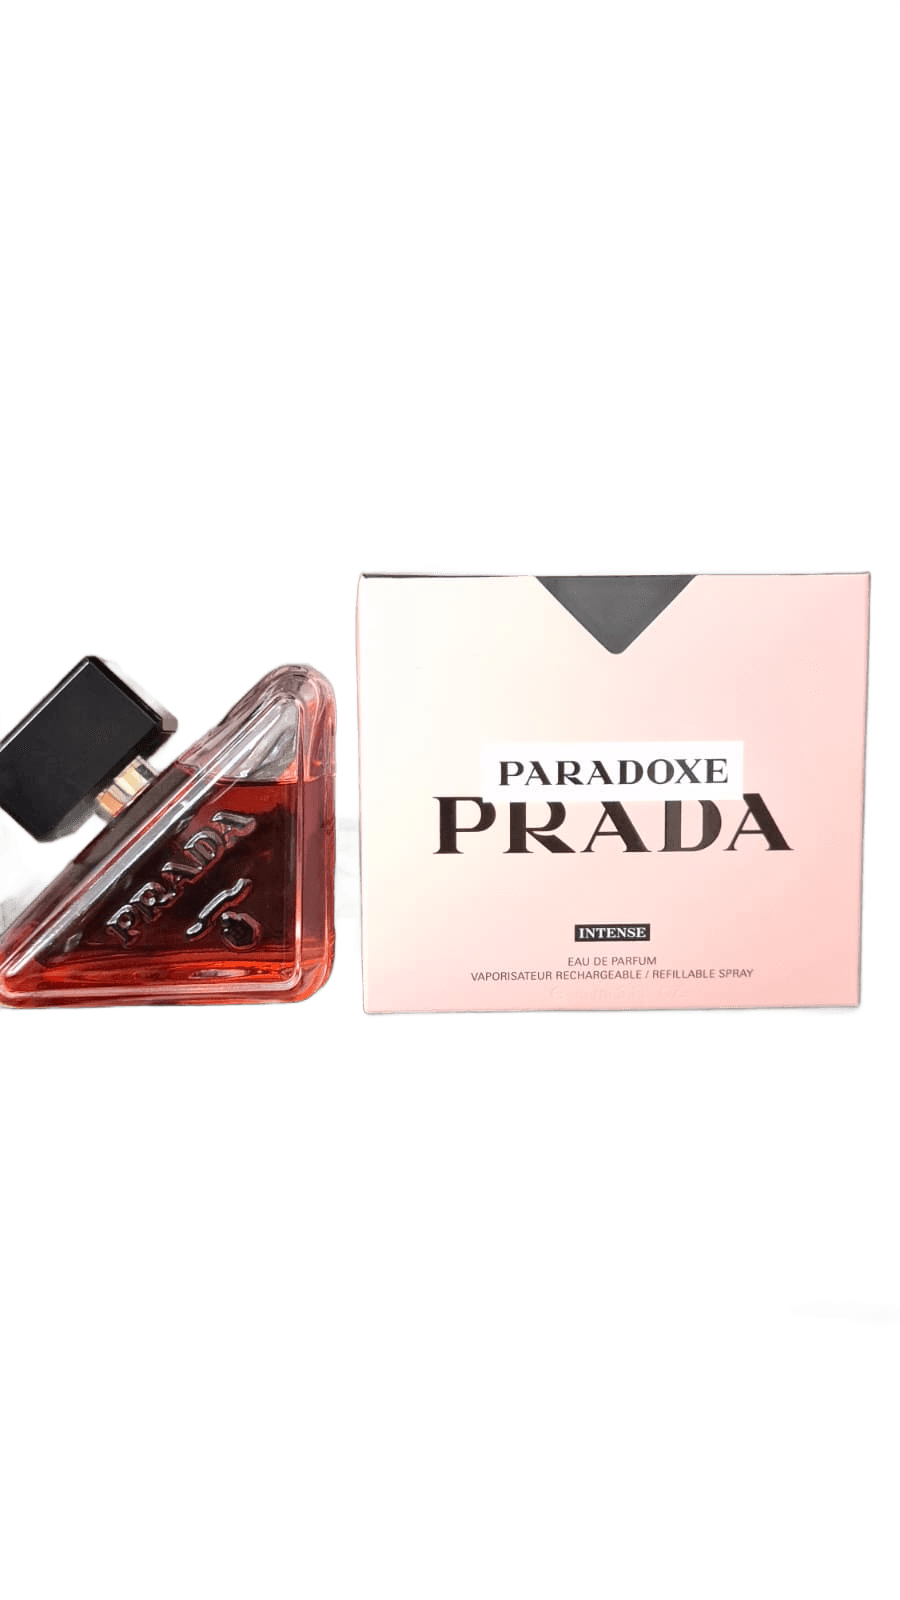 PRADA
PARADOXE
PRADA
INTENSE
EAU DE PARFUM
VAPORISATEUR RECHARGEABLE / REFILLABLE SPRAY